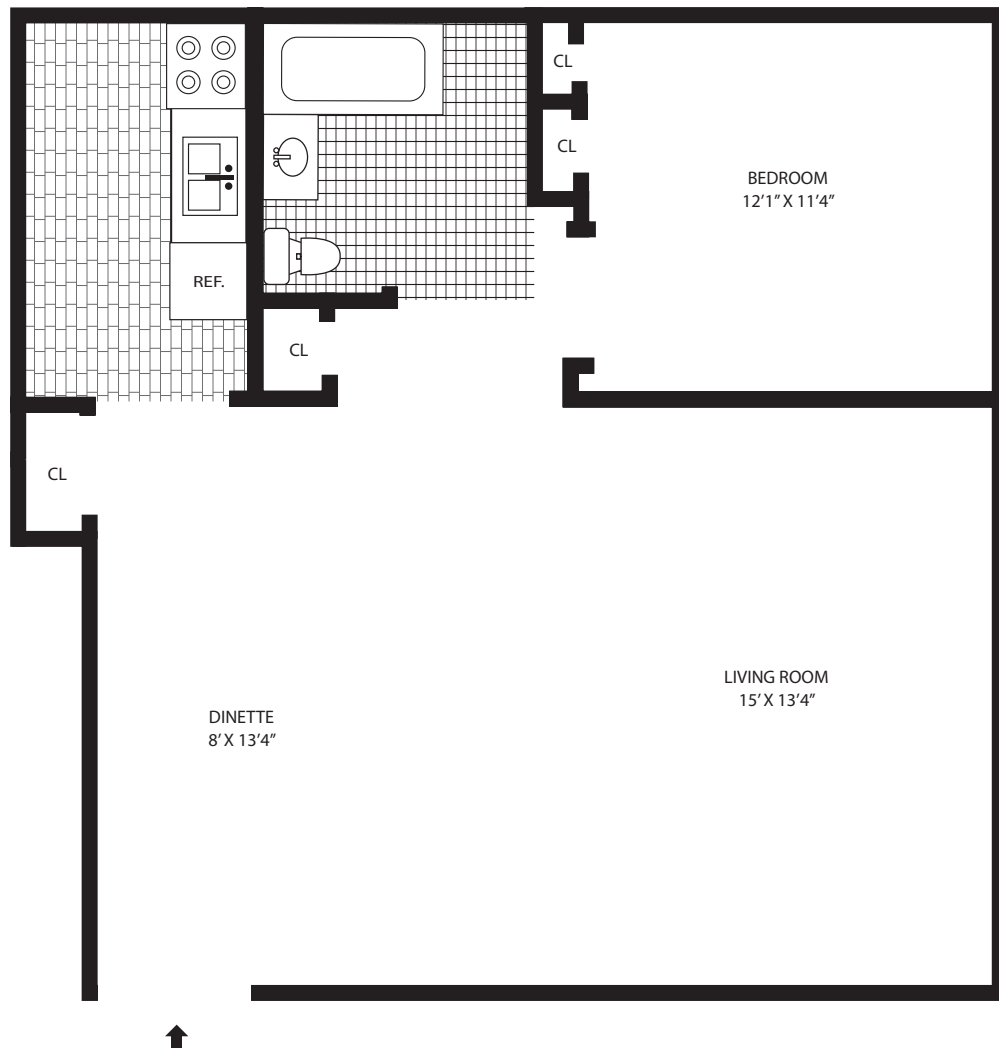 CL
CL
BEDROOM
12’1” X 11’4”
REF.
CL
CL
LIVING ROOM
15’ X 13’4”
DINETTE
8’ X 13’4”